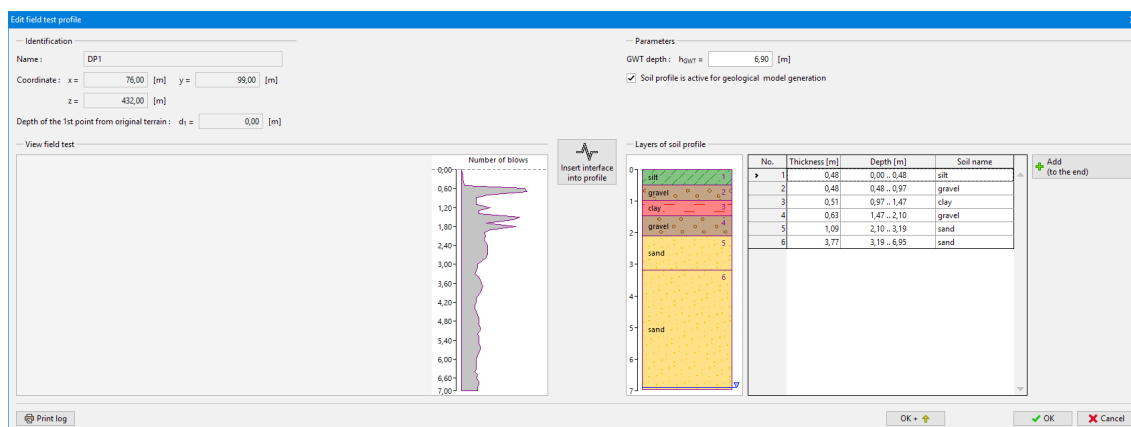 Edit field test profile
Identification
Name : DP1
Coordinate : x = 76,00 [m] y = 99,00 [m]
z = 432,00 [m]
Depth of the 1st point from original terrain : d1 = 0,00 [m]
Parameters
GWT depth : hGWT = 6,90 [m]
Soil profile is active for geological model generation
View field test
Number of blows
0,00
0,60
1,20
1,80
2,40
3,00
3,60
4,20
4,80
5,40
6,00
6,60
7,00
Insert interface
into profile
Layers of soil profile
0
1
2
3
4
5
6
7
silt 1
gravel 2
clay 3
gravel 4
5
sand
6
sand
No. Thickness [m] Depth [m] Soil name
1 0,48 0,00 .. 0,48 silt
2 0,48 0,48 .. 0,97 gravel
3 0,51 0,97 .. 1,47 clay
4 0,63 1,47 .. 2,10 gravel
5 1,09 2,10 .. 3,19 sand
6 3,77 3,19 .. 6,95 sand
Add
(to the end)
Print log
OK +
OK
Cancel